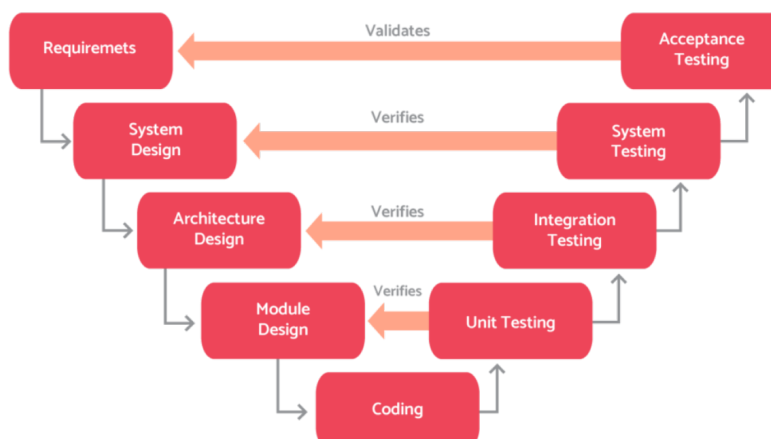 Requiremets
Validates
Acceptance
Testing
System
Design
Verifies
System
Testing
Architecture
Design
Verifies
Integration
Testing
Module
Design
Verifies
Unit Testing
Coding